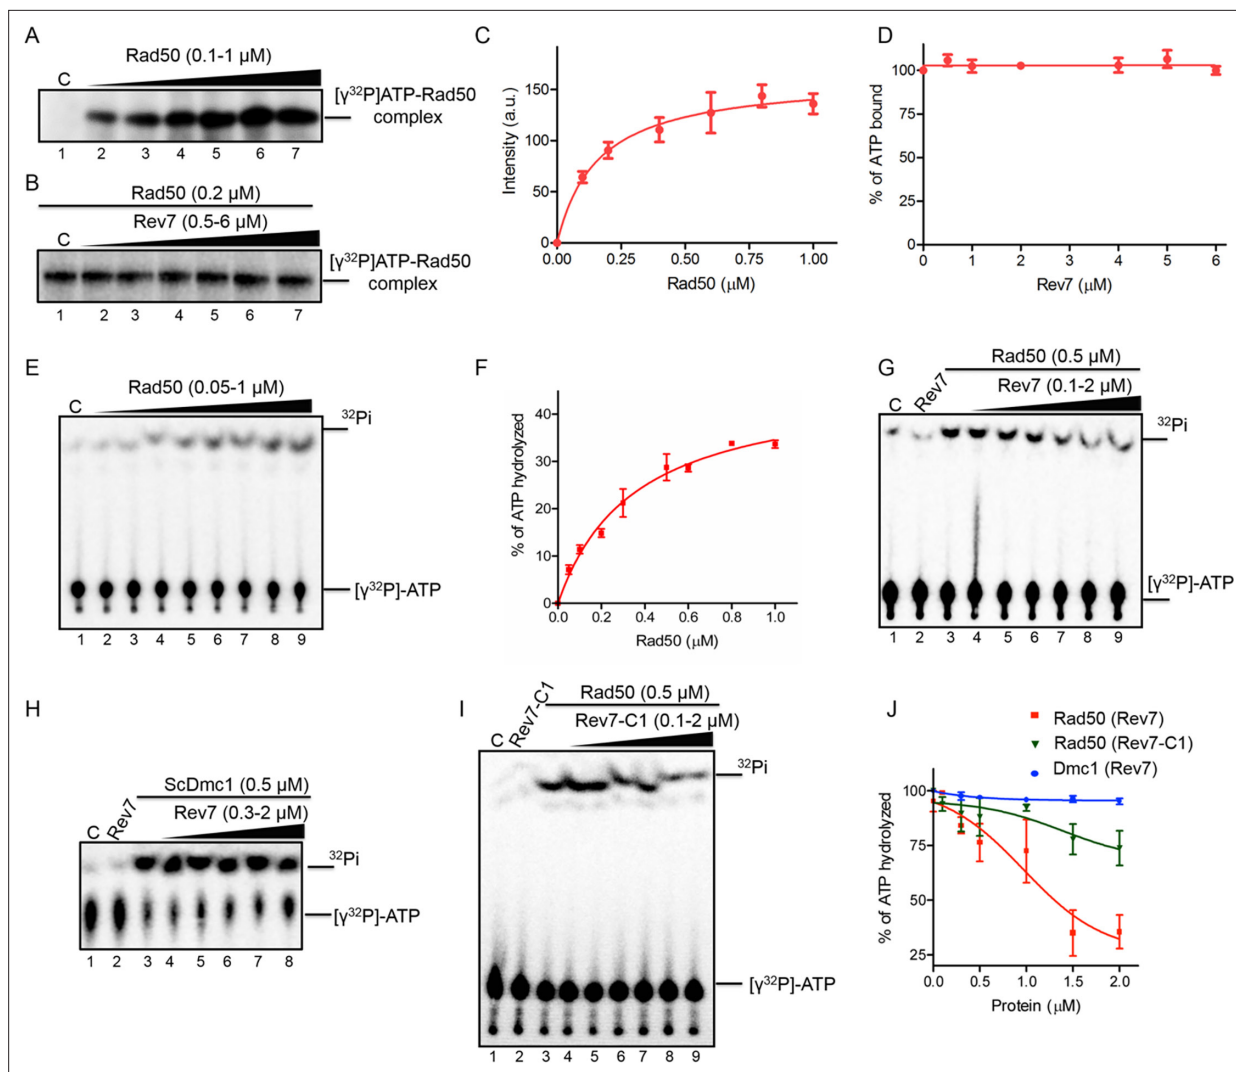 A
Rad50 (0.1-1 µM)
C
[γ³²P]ATP-Rad50
complex
1 2 3 4 5 6 7
B
Rad50 (0.2 µM)
Rev7 (0.5-6 µM)
C
[γ³²P]ATP-Rad50
complex
1 2 3 4 5 6 7
C
Intensity (a.u.)
150
100
50
0
0.00 0.25 0.50 0.75 1.00
Rad50 (µM)
D
% of ATP bound
100
75
50
25
0
0 1 2 3 4 5 6
Rev7 (µM)
E
Rad50 (0.05-1 µM)
C
³²Pi
[γ³²P]-ATP
1 2 3 4 5 6 7 8 9
F
% of ATP hydrolyzed
40
30
20
10
0
0.0 0.2 0.4 0.6 0.8 1.0
Rad50 (µM)
G
Rad50 (0.5 µM)
Rev7 (0.1-2 µM)
C Rev7
³²Pi
[γ³²P]-ATP
1 2 3 4 5 6 7 8 9
H
ScDmc1 (0.5 µM)
Rev7 (0.3-2 µM)
C Rev7
³²Pi
[γ³²P]-ATP
1 2 3 4 5 6 7 8
I
Rad50 (0.5 µM)
Rev7-C1 (0.1-2 µM)
C Rev7-C1
³²Pi
[γ³²P]-ATP
1 2 3 4 5 6 7 8 9
J
Rad50 (Rev7)
Rad50 (Rev7-C1)
Dmc1 (Rev7)
% of ATP hydrolyzed
100
75
50
25
0.0 0.5 1.0 1.5 2.0
Protein (µM)